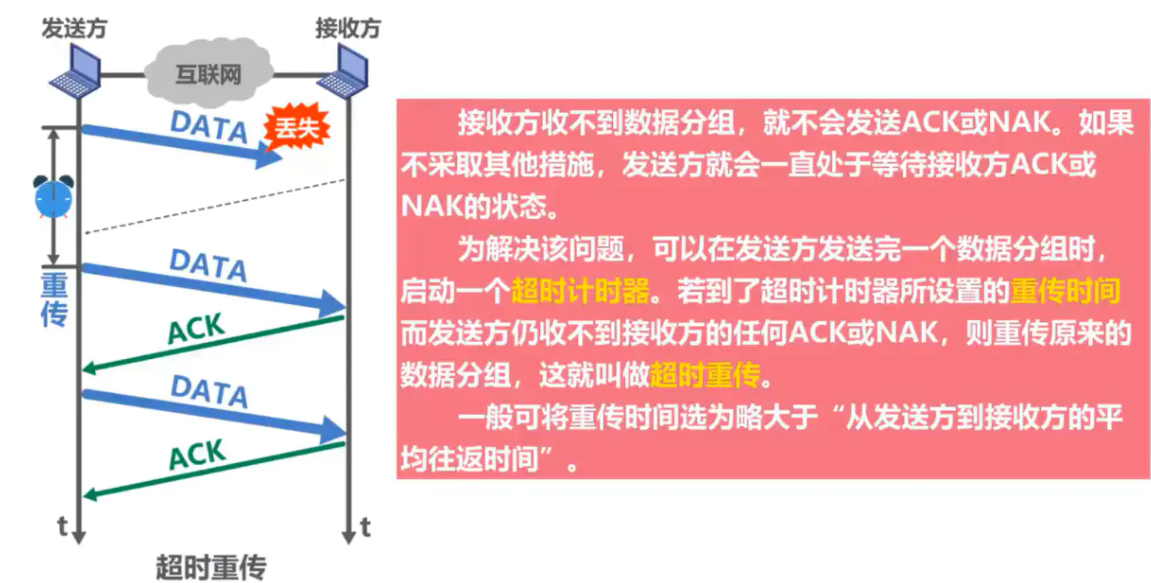 发送方
接收方
互联网
DATA
丢失
重传
DATA
ACK
DATA
ACK
t
t
超时重传
接收方收不到数据分组，就不会发送ACK或NAK。如果
不采取其他措施，发送方就会一直处于等待接收方ACK或
NAK的状态。
为解决该问题，可以在发送方发送完一个数据分组时，
启动一个超时计时器。若到了超时计时器所设置的重传时间
而发送方仍收不到接收方的任何ACK或NAK，则重传原来的
数据分组，这就叫做超时重传。
一般可将重传时间选为略大于“从发送方到接收方的平
均往返时间”。